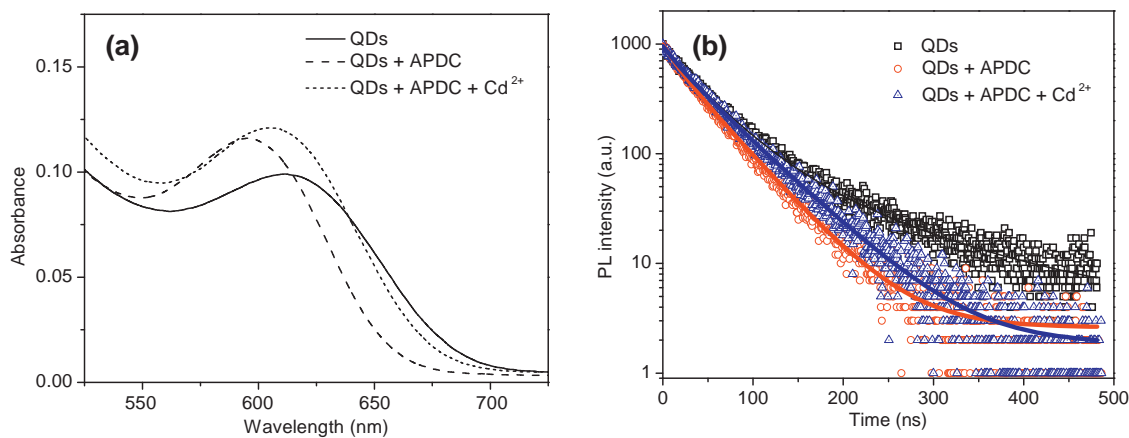 (a)
QDs
QDs + APDC
QDs + APDC + Cd2+
0.15
0.10
0.05
0.00
Absorbance
550 600 650 700
Wavelength (nm)
(b)
QDs
QDs + APDC
QDs + APDC + Cd2+
1000
100
10
1
PL intensity (a.u.)
0 100 200 300 400 500
Time (ns)